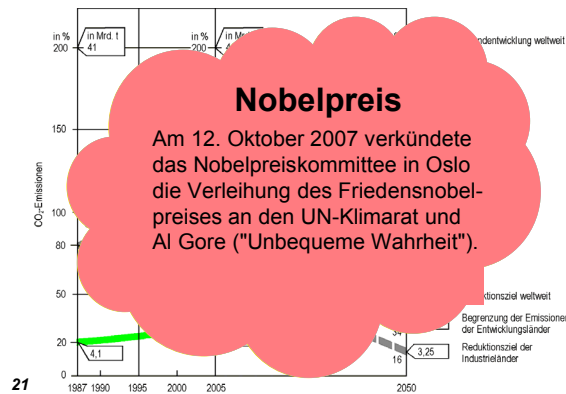 in %
in Mrd. t
41
200
in %
200
ndentwicklung weltweit
Nobelpreis
Am 12. Oktober 2007 verkündete
das Nobelpreiskommittee in Oslo
die Verleihung des Friedensnobel-
preises an den UN-Klimarat und
Al Gore ("Unbequeme Wahrheit").
150
CO₂-Emissionen
100
80
50
ktionsziel weltweit
Begrenzung der Emissionen
der Entwicklungsländer
34
20
4,1
16
3,25
Reduktionsziel der
Industrieländer
0
1987 1990 1995 2000 2005 2050
21